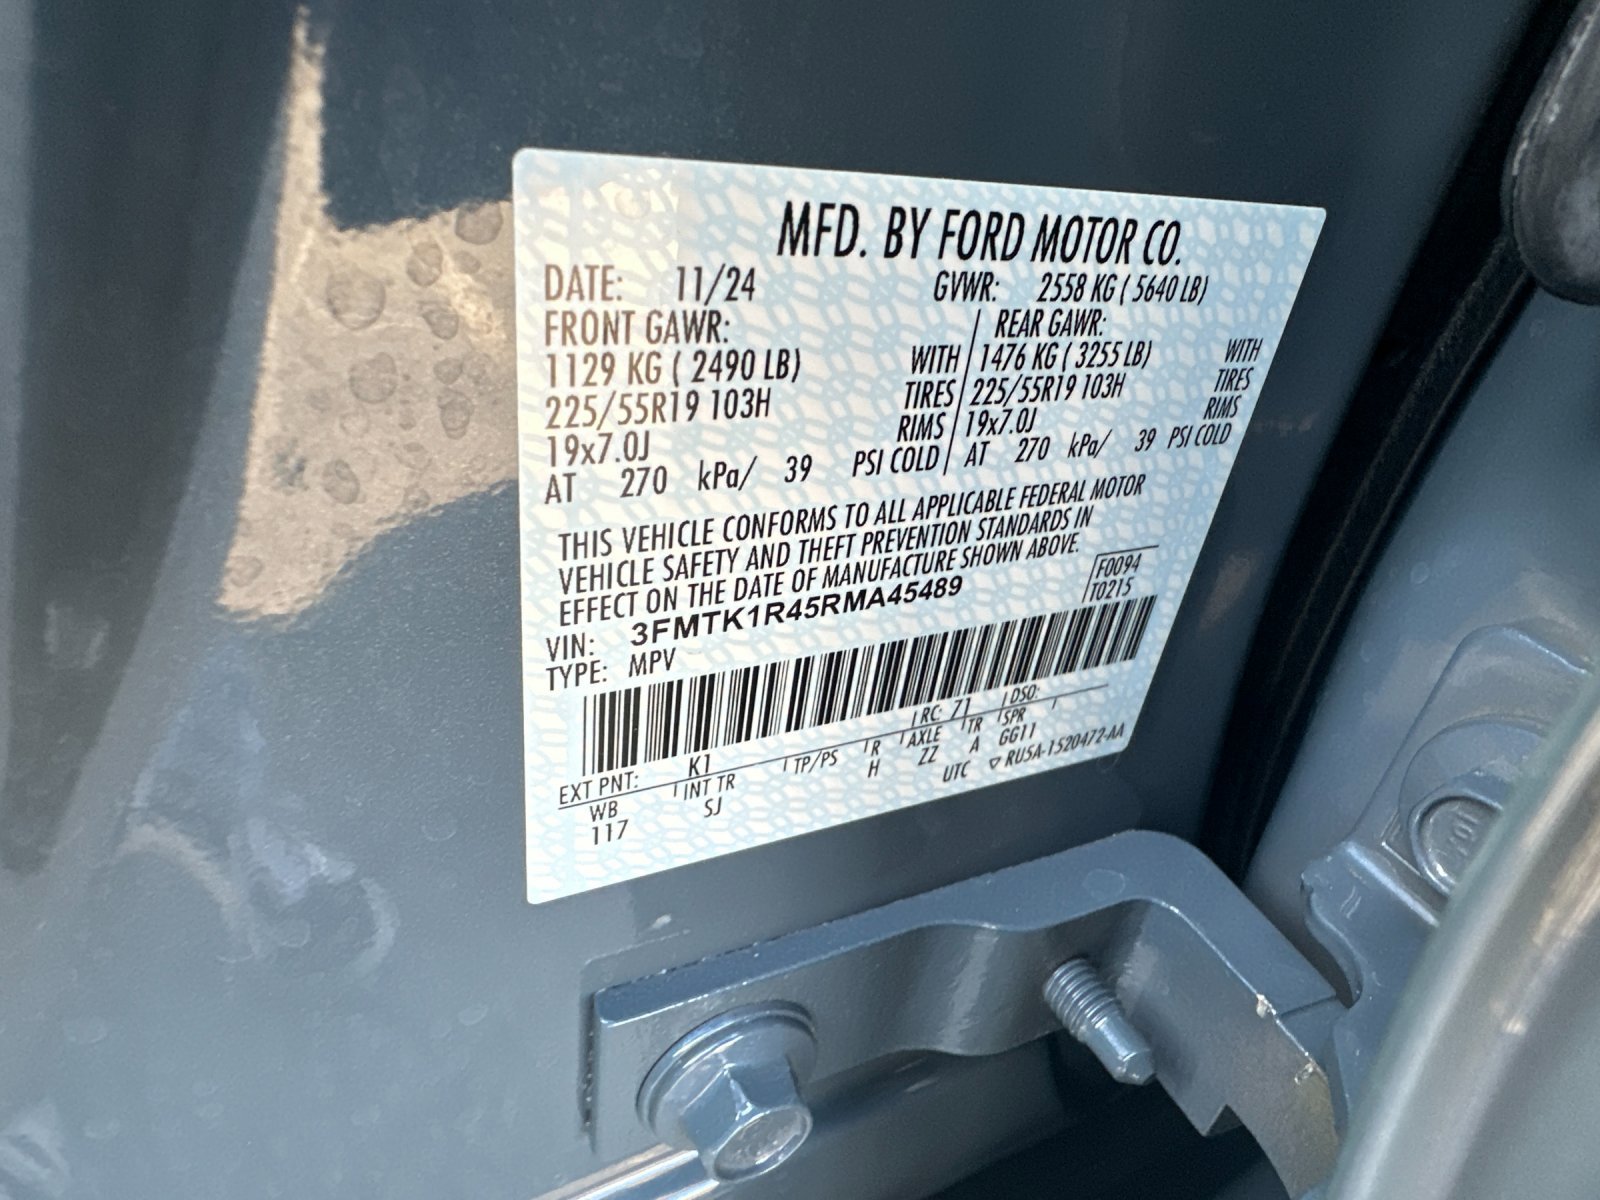 MFD. BY FORD MOTOR CO.
DATE: 11/24 GVWR: 2558 KG ( 5640 LB)
FRONT GAWR: REAR GAWR:
1129 KG ( 2490 LB) WITH 1476 KG ( 3255 LB) WITH
225/55R19 103H TIRES 225/55R19 103H TIRES
19x7.0J RIMS 19x7.0J RIMS
AT 270 kPa/ 39 PSI COLD AT 270 kPa/ 39 PSI COLD
THIS VEHICLE CONFORMS TO ALL APPLICABLE FEDERAL MOTOR
VEHICLE SAFETY AND THEFT PREVENTION STANDARDS IN
EFFECT ON THE DATE OF MANUFACTURE SHOWN ABOVE.
F0094
T0215
VIN: 3FMTK1R45RMA45489
TYPE: MPV
EXT PNT: K1 RC: 71 DSO:
WB INT TR TP/PS R AXLE TR SPR
117 SJ H ZZ A GG11
UTC ▽ RU5A-1520472-AA